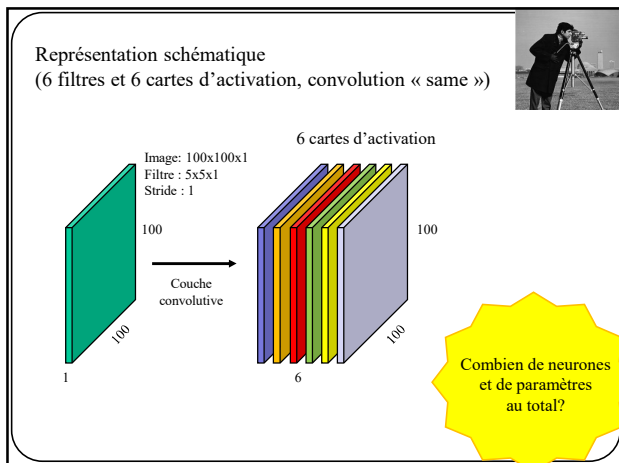 Représentation schématique
(6 filtres et 6 cartes d’activation, convolution « same »)
6 cartes d’activation
Image: 100x100x1
Filtre : 5x5x1
Stride : 1
100
100
Couche
convolutive
100
100
1
6
Combien de neurones
et de paramètres
au total?